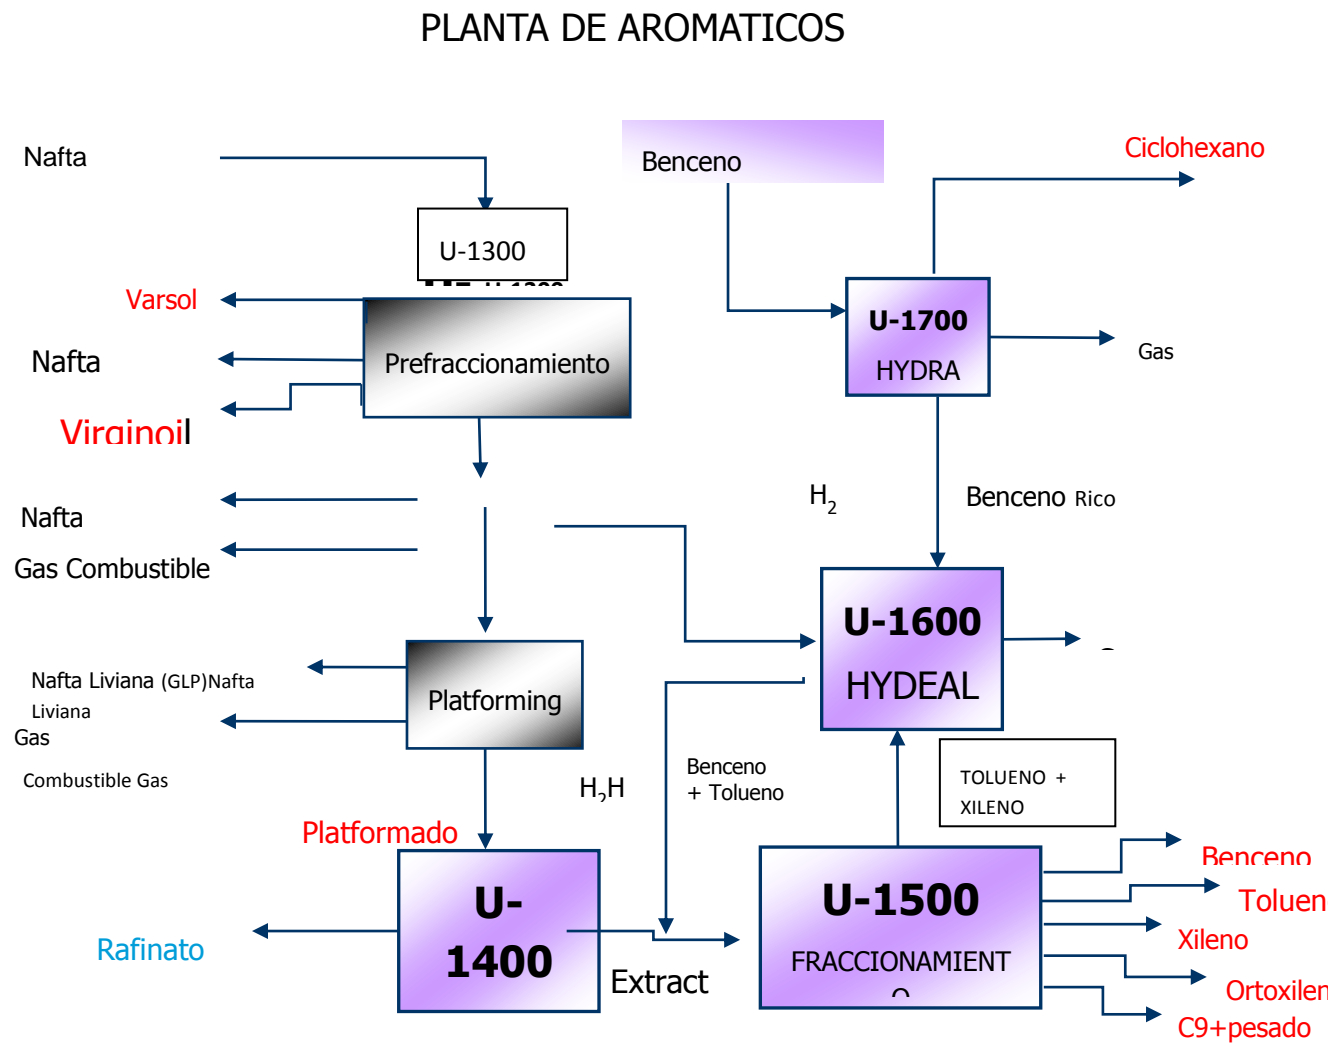 PLANTA DE AROMATICOS
Nafta
Benceno
Ciclohexano
U-1300
Varsol
U-1700
HYDRA
Gas
Nafta
Prefraccionamiento
Virginoil
H2
Benceno Rico
Nafta
Gas Combustible
U-1600
HYDEAL
Nafta Liviana (GLP)Nafta
Liviana
Gas
Combustible Gas
Platforming
H2H
Benceno
+ Tolueno
TOLUENO +
XILENO
Platformado
U-
1400
U-1500
FRACCIONAMIENT
O
Benceno
Toluen
Xileno
Ortoxilen
C9+pesado
Rafinato
Extract